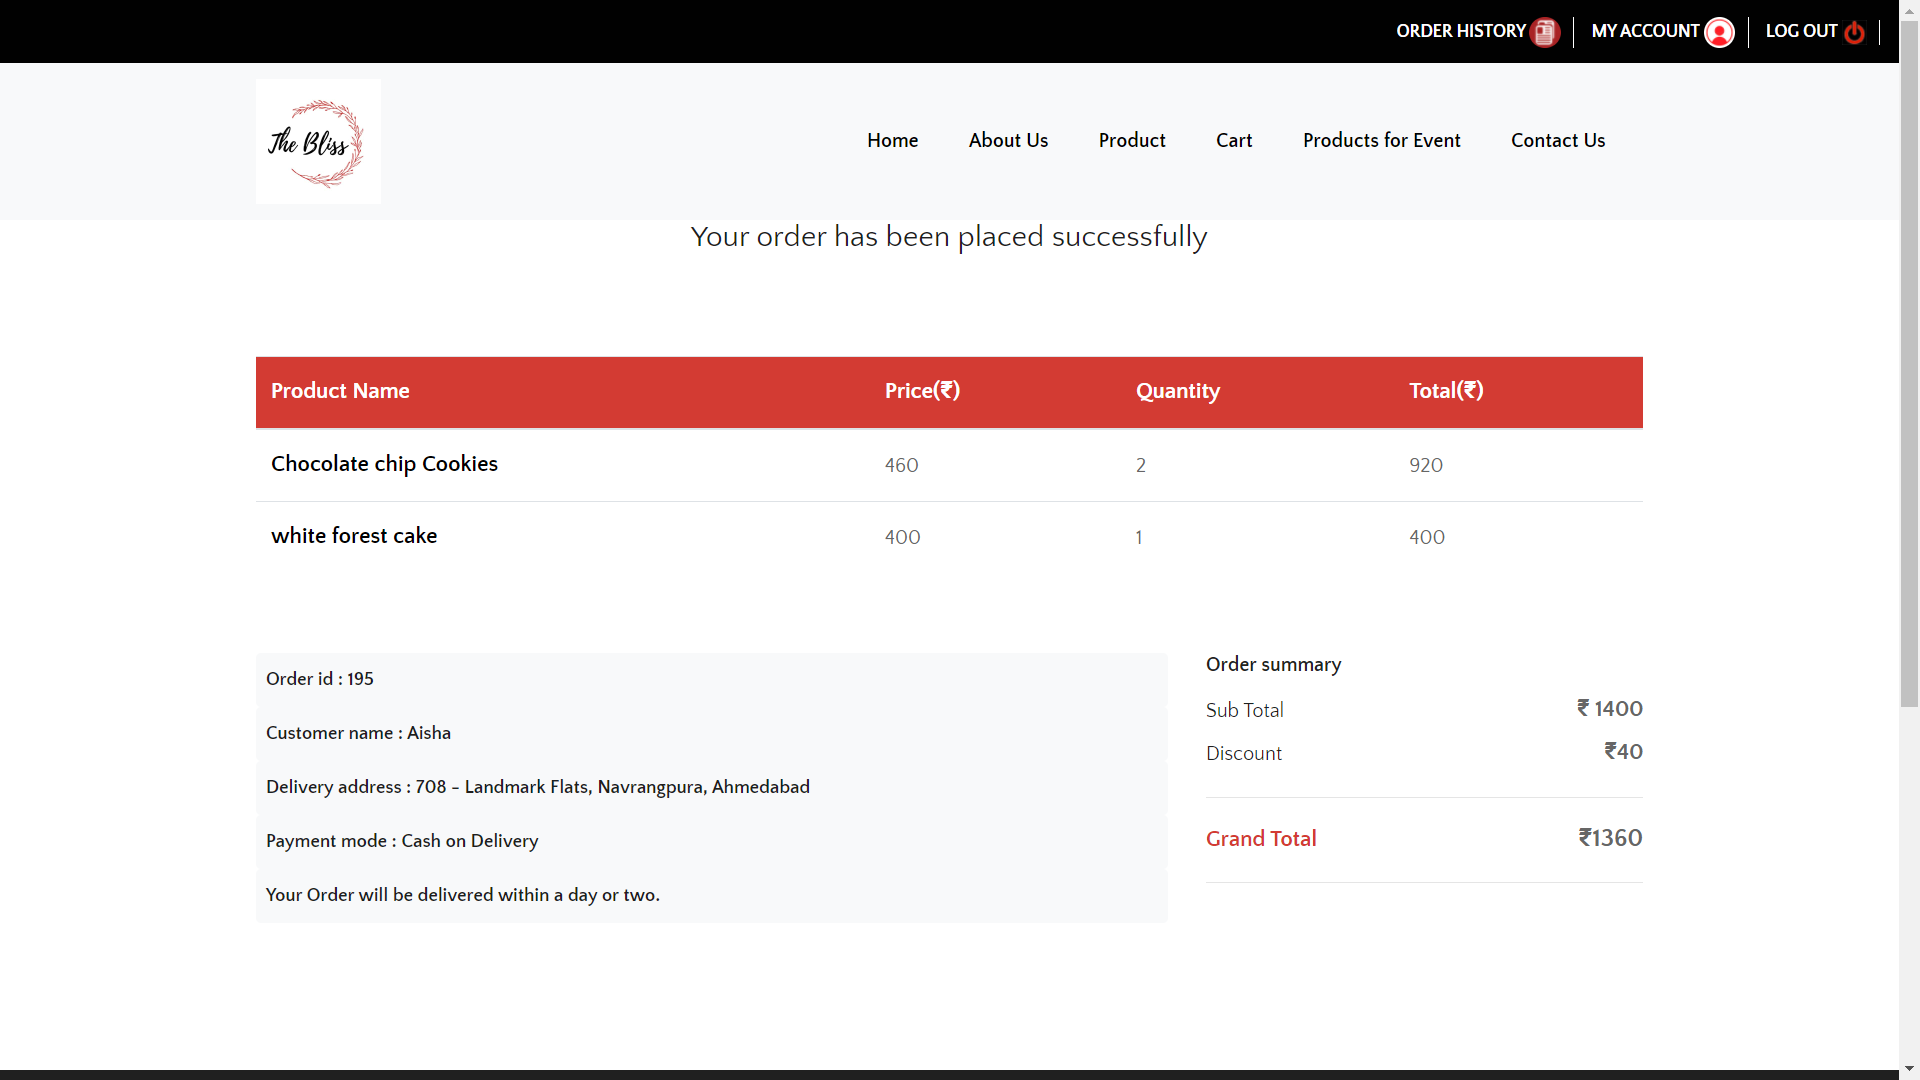 ORDER HISTORY MY ACCOUNT LOG OUT
The Bliss
Home About Us Product Cart Products for Event Contact Us
Your order has been placed successfully
Product Name Price(₹) Quantity Total(₹)
Chocolate chip Cookies 460 2 920
white forest cake 400 1 400
Order id : 195
Customer name : Aisha
Delivery address : 708 - Landmark Flats, Navrangpura, Ahmedabad
Payment mode : Cash on Delivery
Your Order will be delivered within a day or two.
Order summary
Sub Total ₹ 1400
Discount ₹40
Grand Total ₹1360